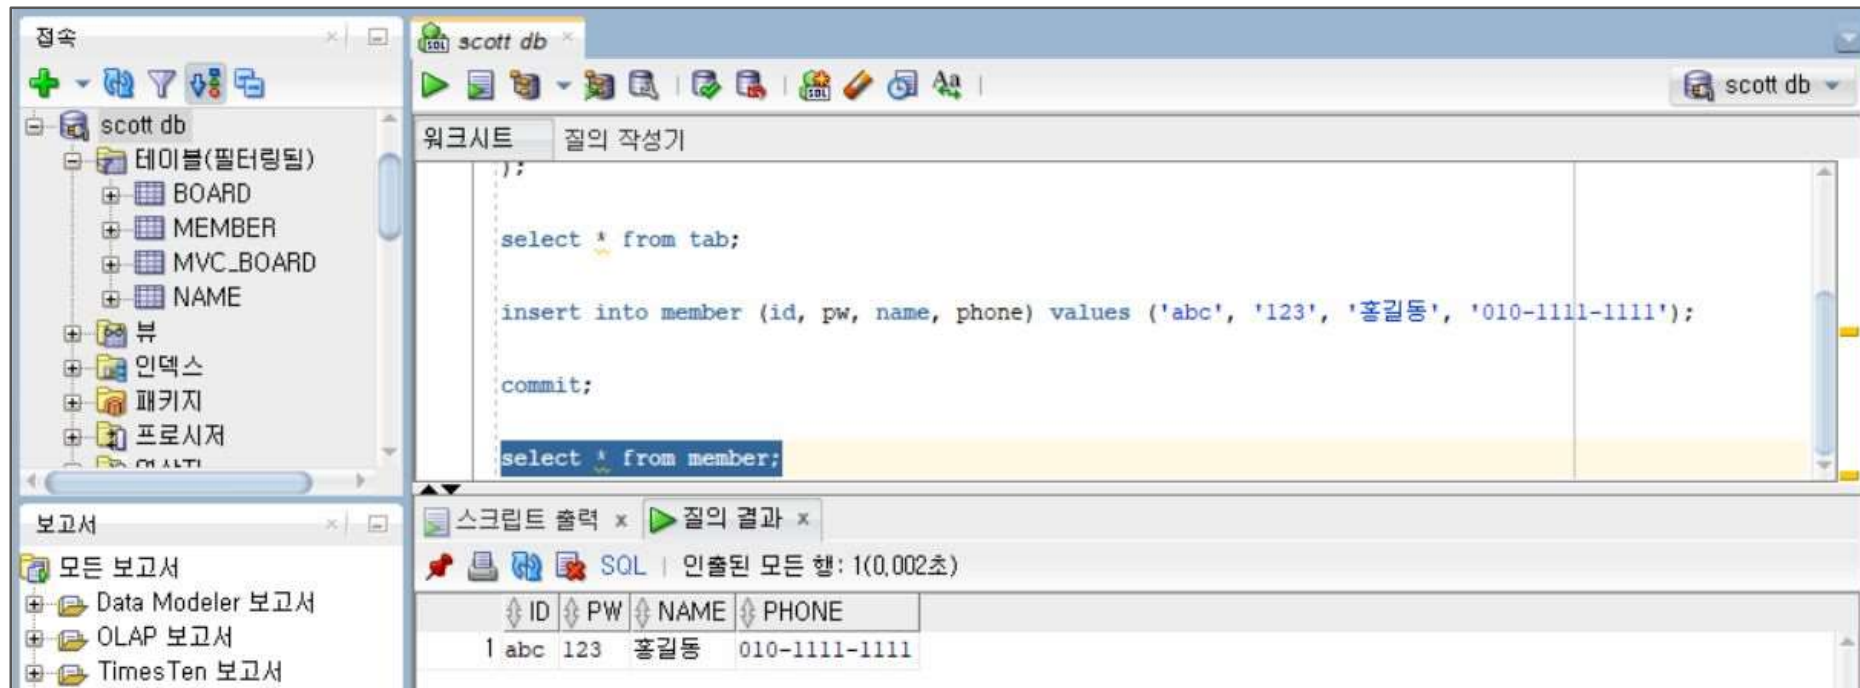 접속
scott db
테이블(필터링됨)
BOARD
MEMBER
MVC_BOARD
NAME
뷰
인덱스
패키지
프로시저
보고서
모든 보고서
Data Modeler 보고서
OLAP 보고서
TimesTen 보고서
scott db
scott db
워크시트 질의 작성기
);
select * from tab;
insert into member (id, pw, name, phone) values ('abc', '123', '홍길동', '010-1111-1111');
commit;
select * from member;
스크립트 출력 x 질의 결과 x
SQL | 인출된 모든 행: 1(0,002초)
ID PW NAME PHONE
1 abc 123 홍길동 010-1111-1111